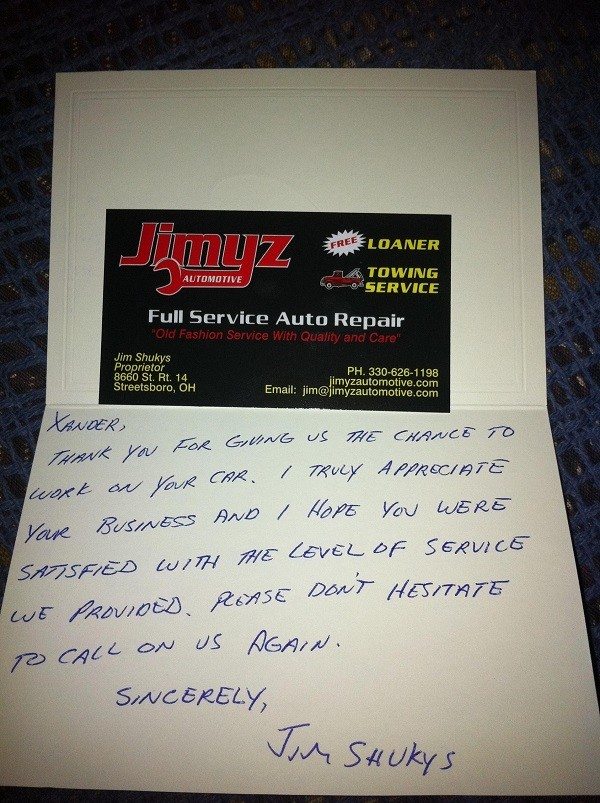 Jimyz
AUTOMOTIVE
FREE LOANER
TOWING
SERVICE
Full Service Auto Repair
"Old Fashion Service With Quality and Care"
Jim Shukys
Proprietor
8660 St. Rt. 14
Streetsboro, OH
PH. 330-626-1198
jimyzautomotive.com
Email: jim@jimyzautomotive.com
XANDER,
THANK YOU FOR GIVING US THE CHANCE TO
WORK ON YOUR CAR. I TRULY APPRECIATE
YOUR BUSINESS AND I HOPE YOU WERE
SATISFIED WITH THE LEVEL OF SERVICE
WE PROVIDED. PLEASE DON'T HESITATE
TO CALL ON US AGAIN.
SINCERELY,
JIM SHUKYS